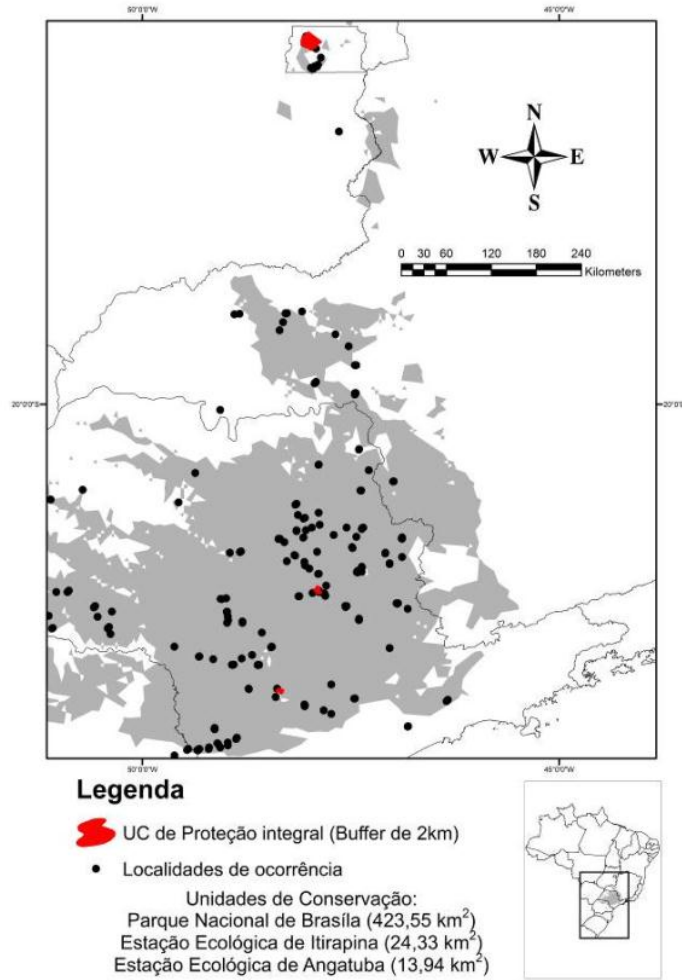 50°0'0"W
45°0'0"W
N
W
E
S
0 30 60 120 180 240
Kilometers
20°0'0"S
20°0'
50°0'0"W
45°0'0"W
Legenda
UC de Proteção integral (Buffer de 2km)
Localidades de ocorrência
Unidades de Conservação:
Parque Nacional de Brasíla (423,55 km²)
Estação Ecológica de Itirapina (24,33 km²)
Estação Ecológica de Angatuba (13,94 km²)